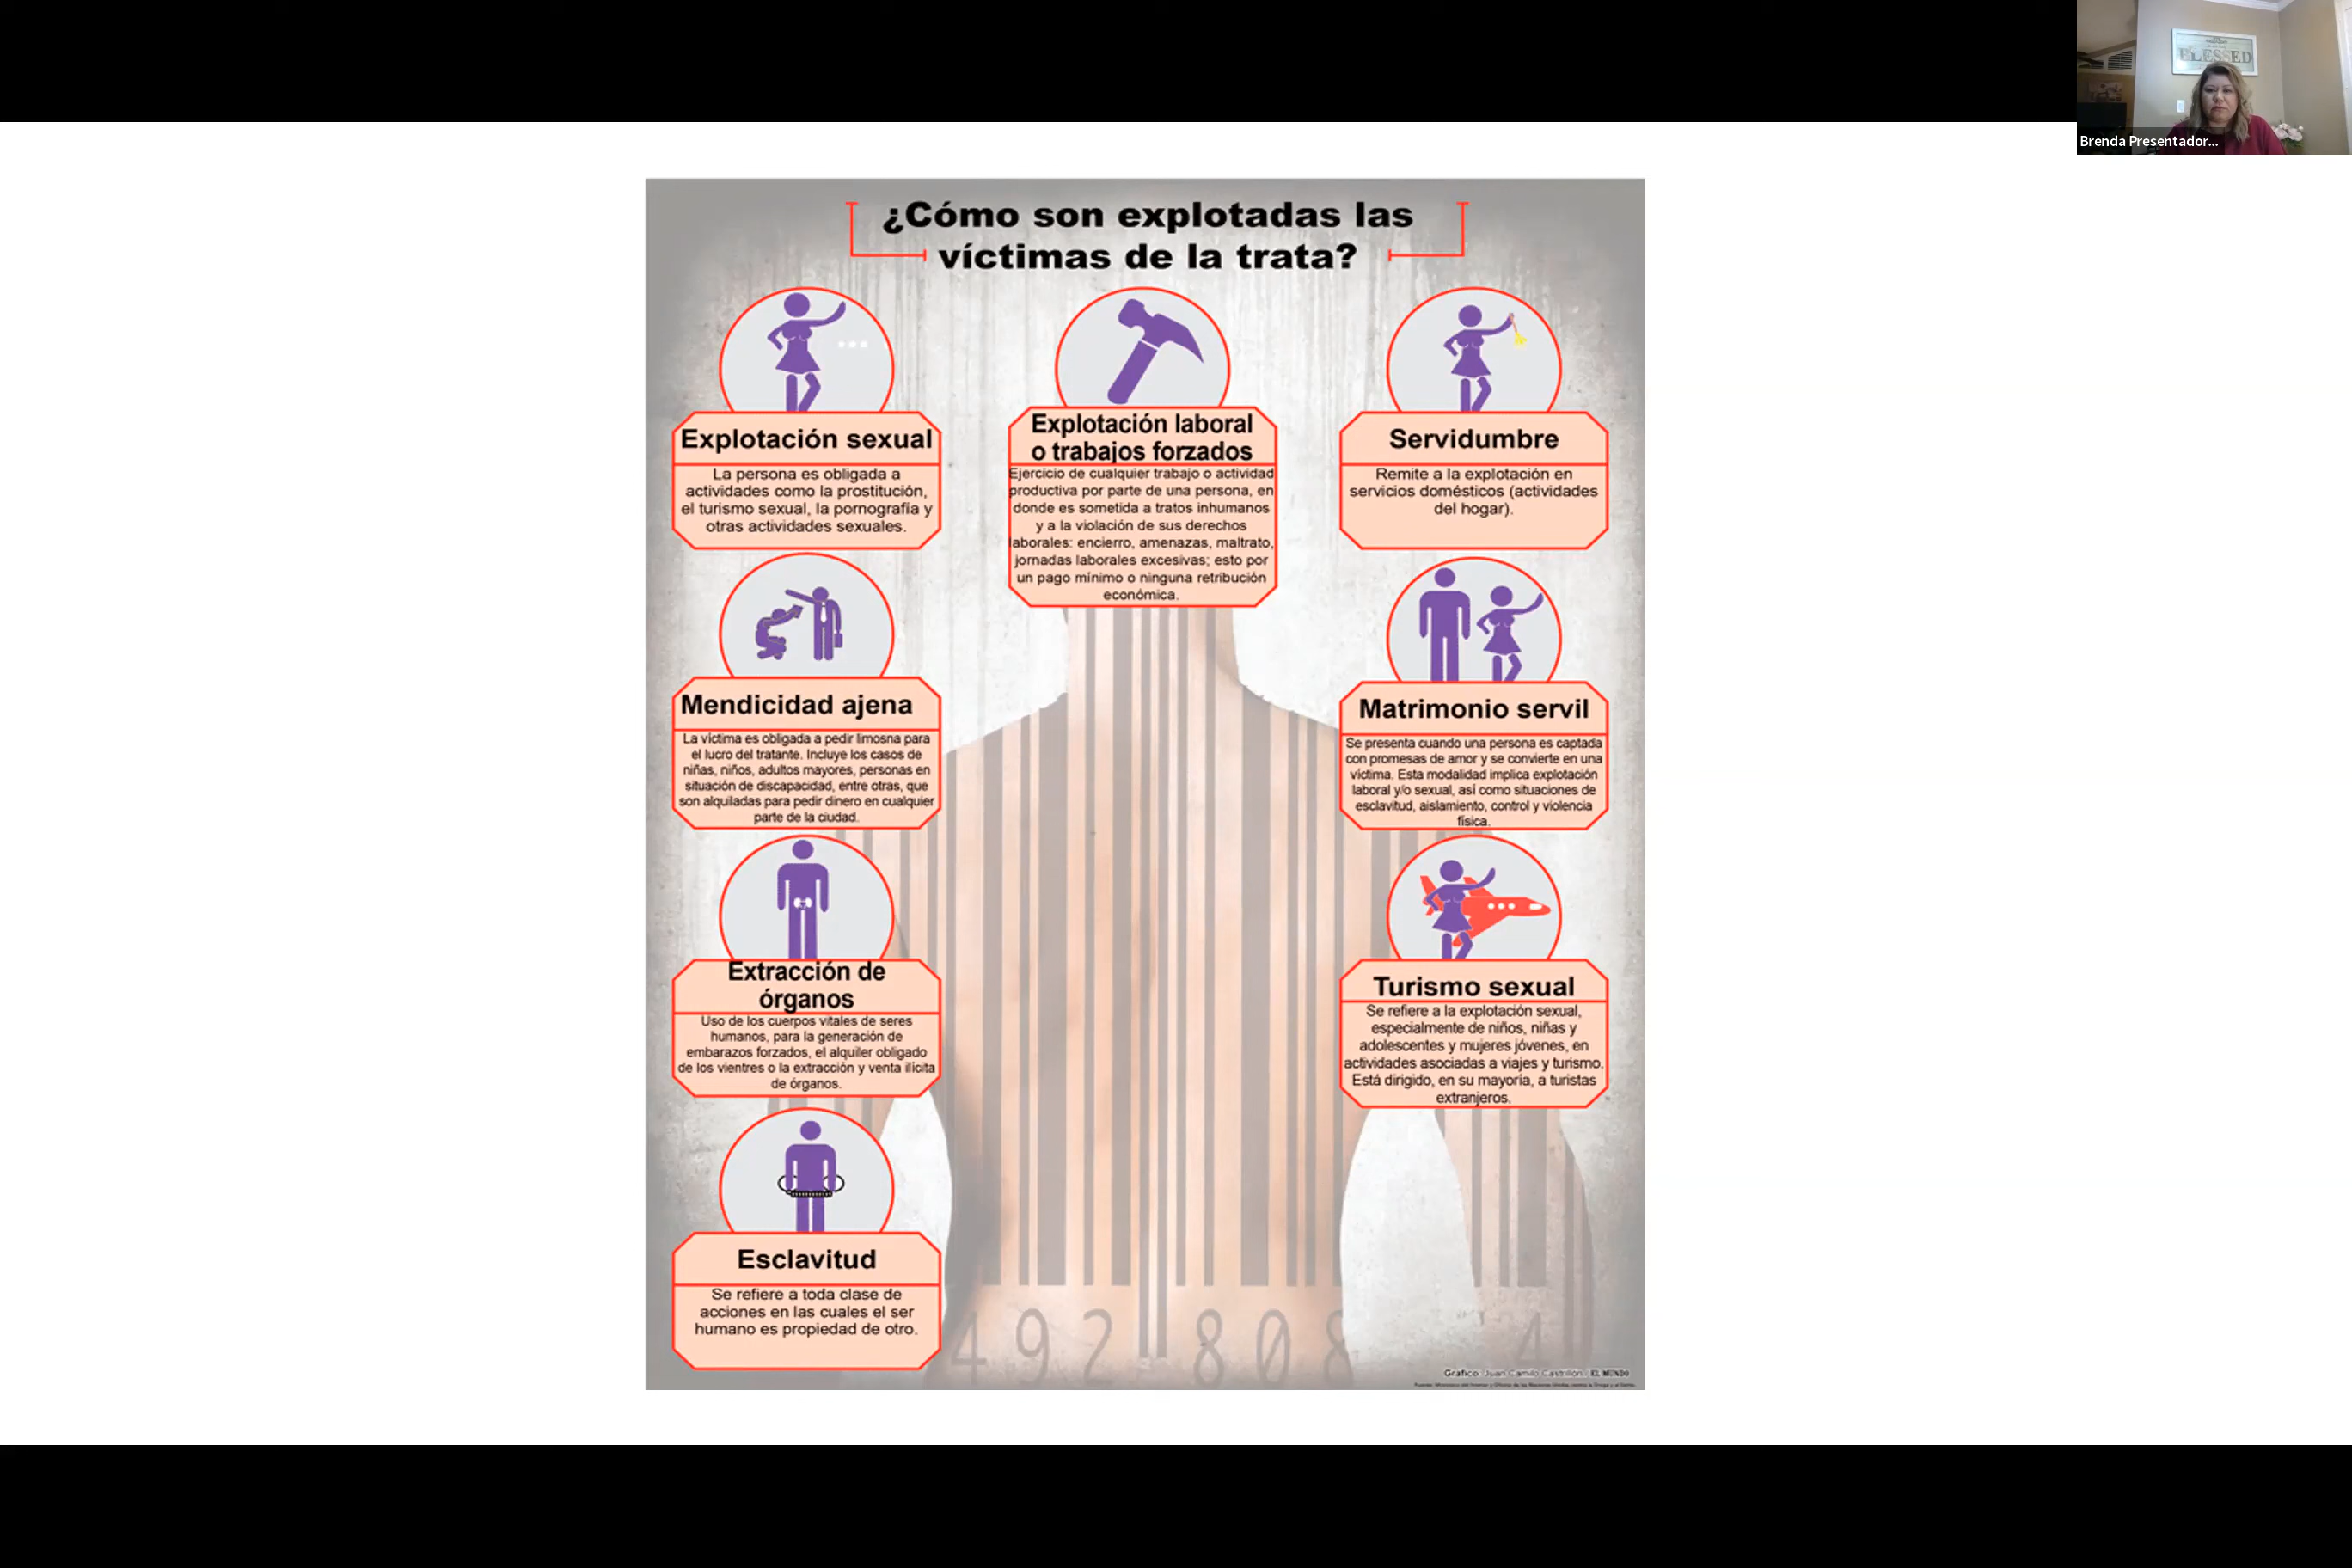 BLESSED
Brenda Presentador...
¿Cómo son explotadas las
víctimas de la trata?
Explotación sexual
La persona es obligada a
actividades como la prostitución,
el turismo sexual, la pornografía y
otras actividades sexuales.
Explotación laboral
o trabajos forzados
Ejercicio de cualquier trabajo o actividad
productiva por parte de una persona, en
donde es sometida a tratos inhumanos
y a la violación de sus derechos
laborales: encierro, amenazas, maltrato,
jornadas laborales excesivas; esto por
un pago mínimo o ninguna retribución
económica.
Servidumbre
Remite a la explotación en
servicios domésticos (actividades
del hogar).
Mendicidad ajena
La víctima es obligada a pedir limosna para
el lucro del tratante. Incluye los casos de
niñas, niños, adultos mayores, personas en
situación de discapacidad, entre otras, que
son alquiladas para pedir dinero en cualquier
parte de la ciudad.
Matrimonio servil
Se presenta cuando una persona es captada
con promesas de amor y se convierte en una
víctima. Esta modalidad implica explotación
laboral y/o sexual, así como situaciones de
esclavitud, aislamiento, control y violencia
física.
Extracción de
órganos
Uso de los cuerpos vitales de seres
humanos, para la generación de
embarazos forzados, el alquiler obligado
de los vientres o la extracción y venta ilícita
de órganos.
Turismo sexual
Se refiere a la explotación sexual,
especialmente de niños, niñas y
adolescentes y mujeres jóvenes, en
actividades asociadas a viajes y turismo.
Está dirigido, en su mayoría, a turistas
extranjeros.
Esclavitud
Se refiere a toda clase de
acciones en las cuales el ser
humano es propiedad de otro.
492 808 4
Gráfico: Juan Camilo Castrillón / EL MUNDO